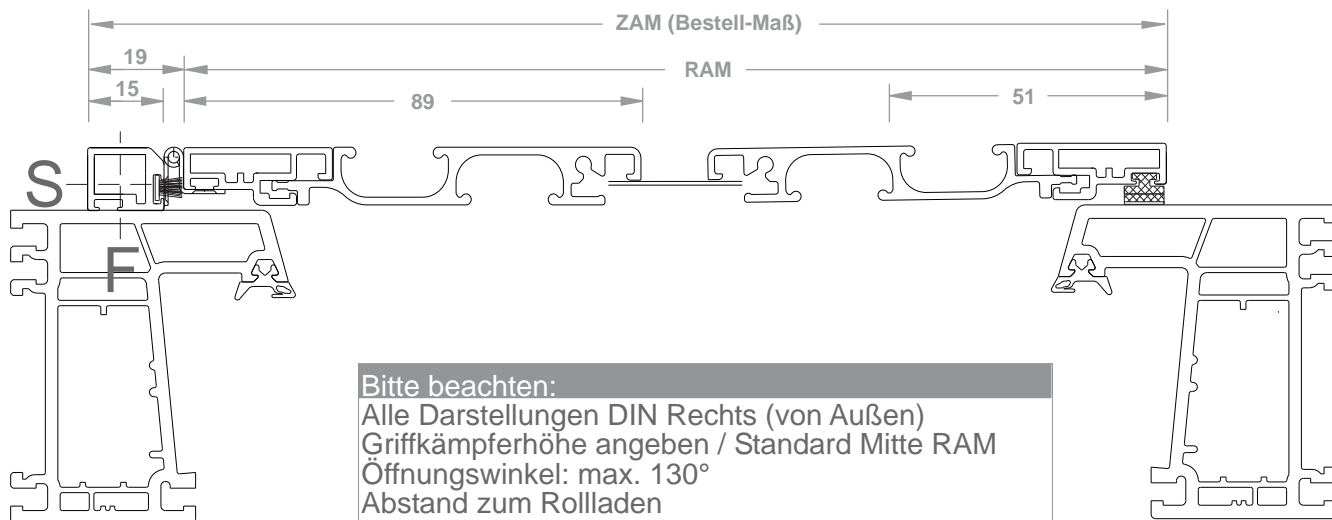 ZAM (Bestell-Maß)
19
RAM
15
89
51
S
F
Bitte beachten:
Alle Darstellungen DIN Rechts (von Außen)
Griffkämpferhöhe angeben / Standard Mitte RAM
Öffnungswinkel: max. 130°
Abstand zum Rollladen